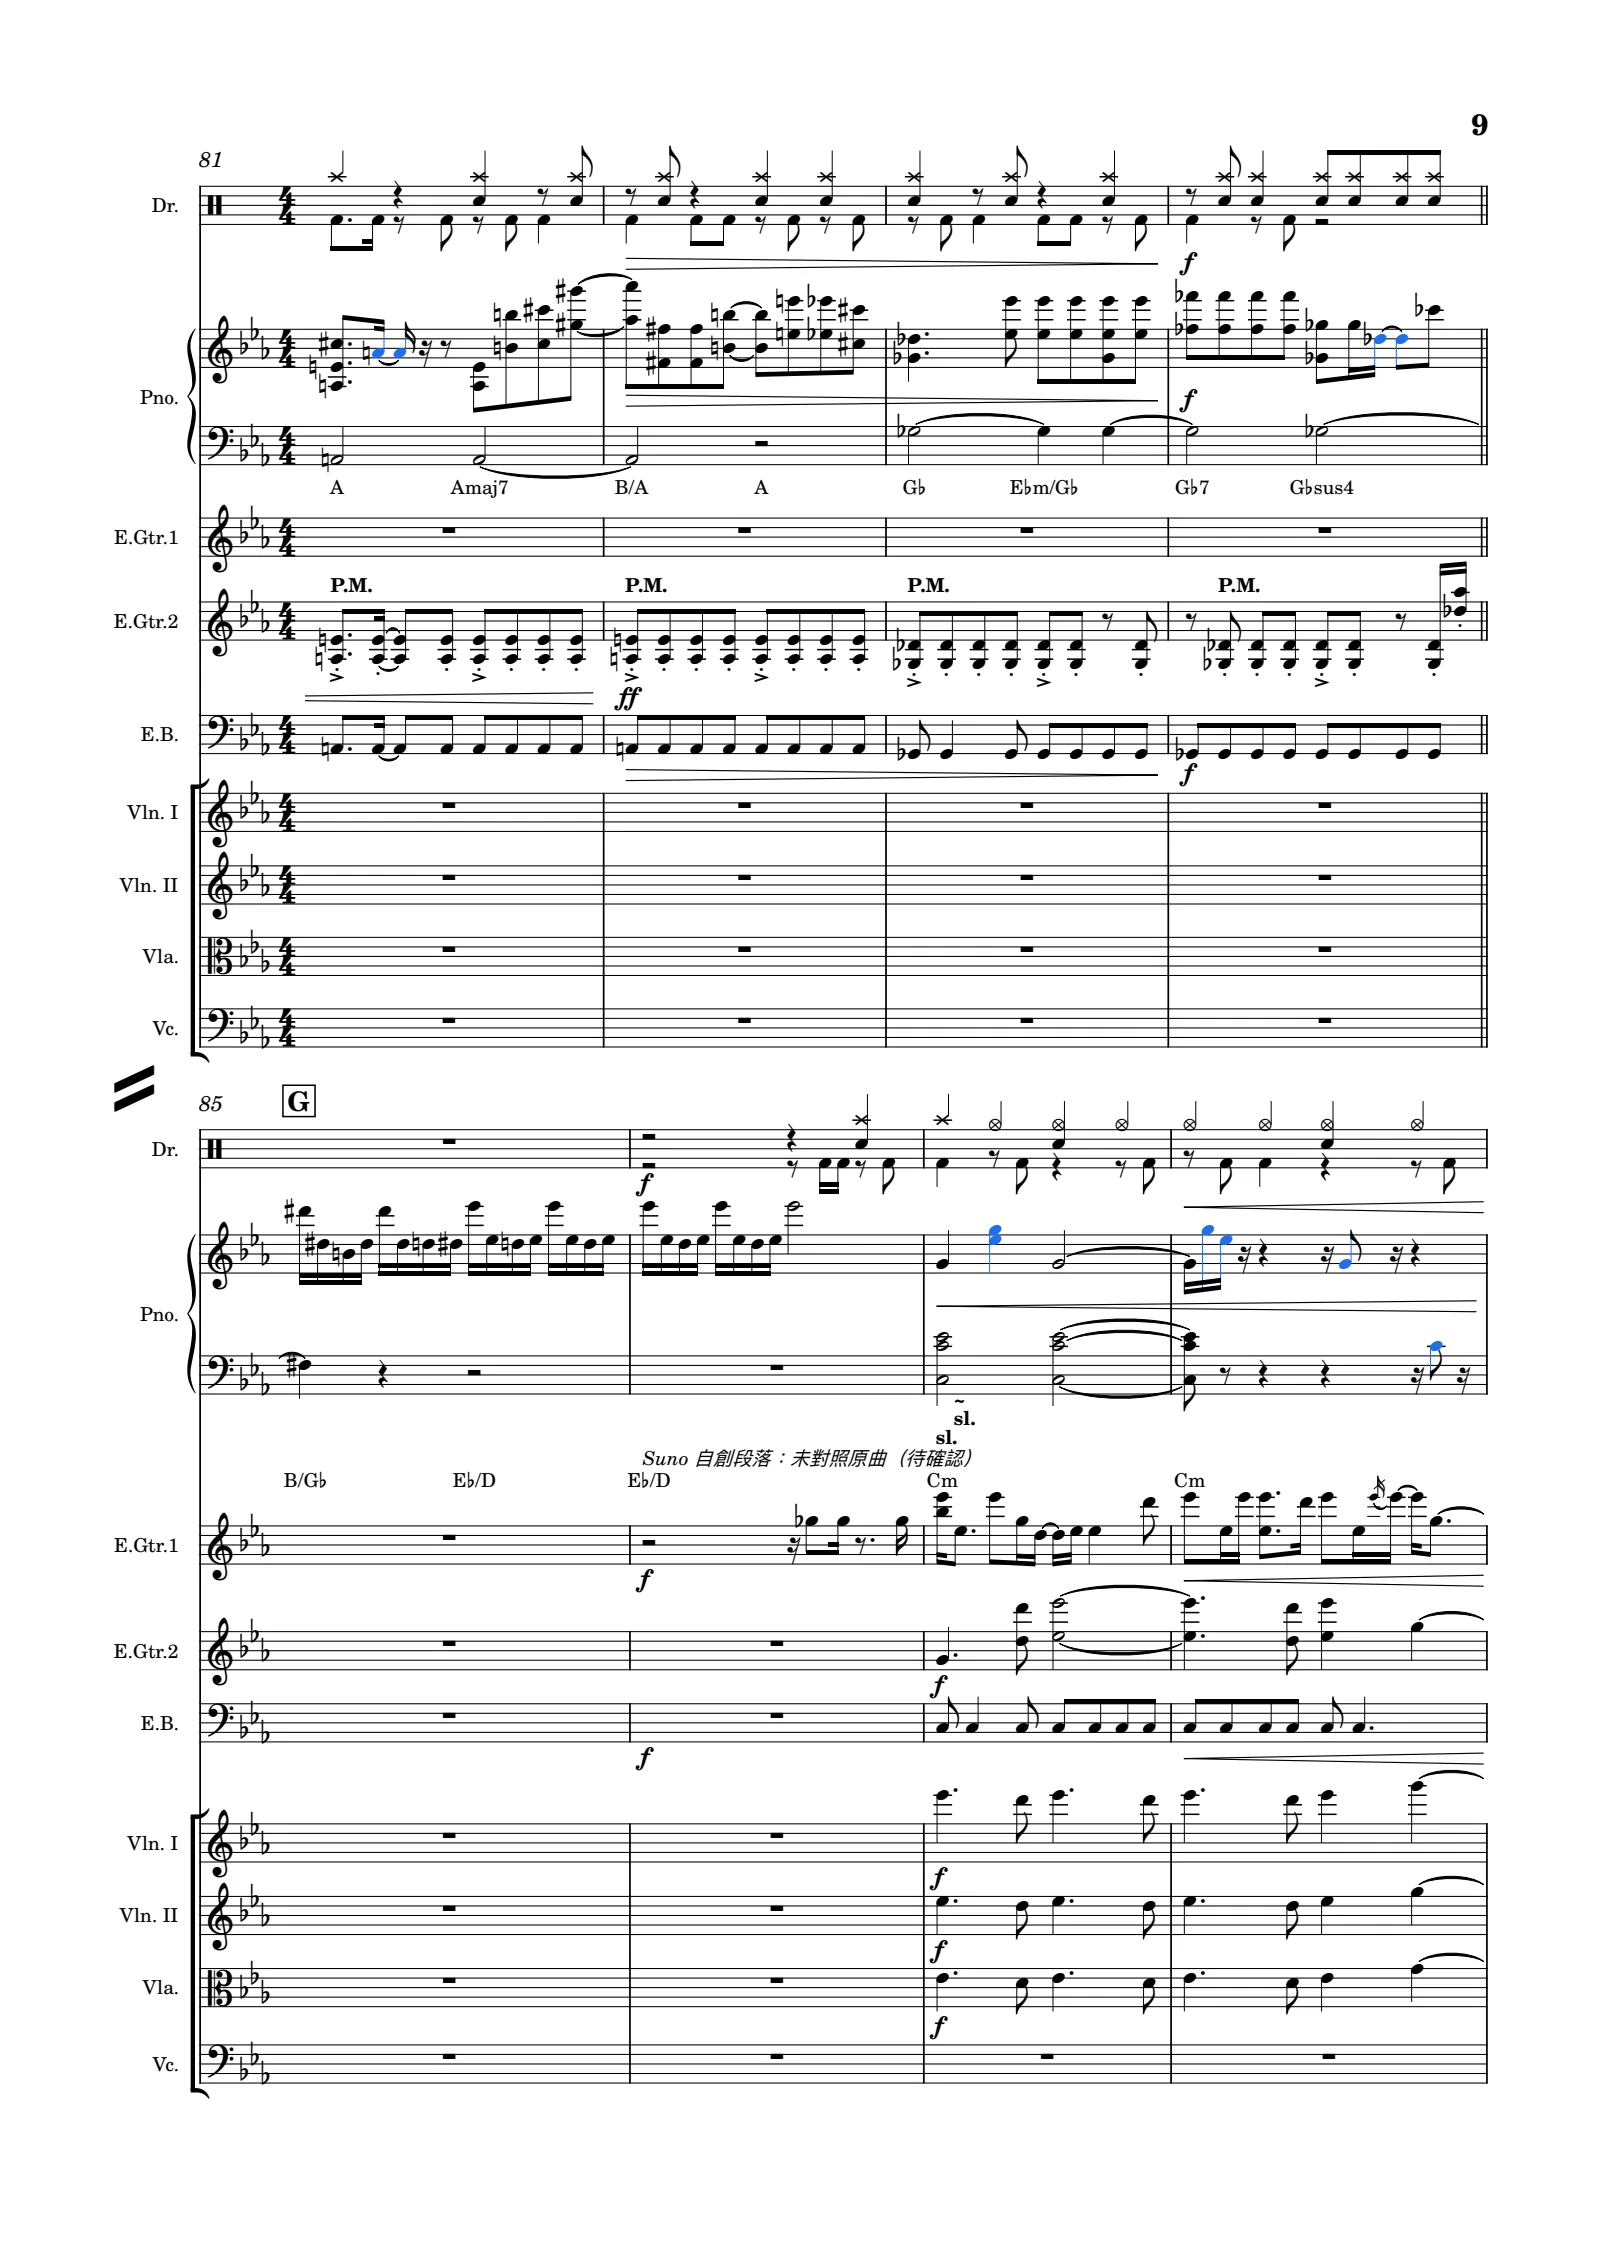 9
81
Dr.
f
Pno.
f
A Amaj7 B/A A G♭ E♭m/G♭ G♭7 G♭sus4
E.Gtr.1
P.M. P.M. P.M. P.M.
E.Gtr.2
ff
E.B.
f
Vln. I
Vln. II
Vla.
Vc.
85 G
Dr.
f
Pno.
sl.
sl.
Suno 自創段落：未對照原曲（待確認）
B/G♭ E♭/D E♭/D Cm Cm
E.Gtr.1
f
E.Gtr.2
f
E.B.
f
Vln. I
f
Vln. II
f
Vla.
f
Vc.